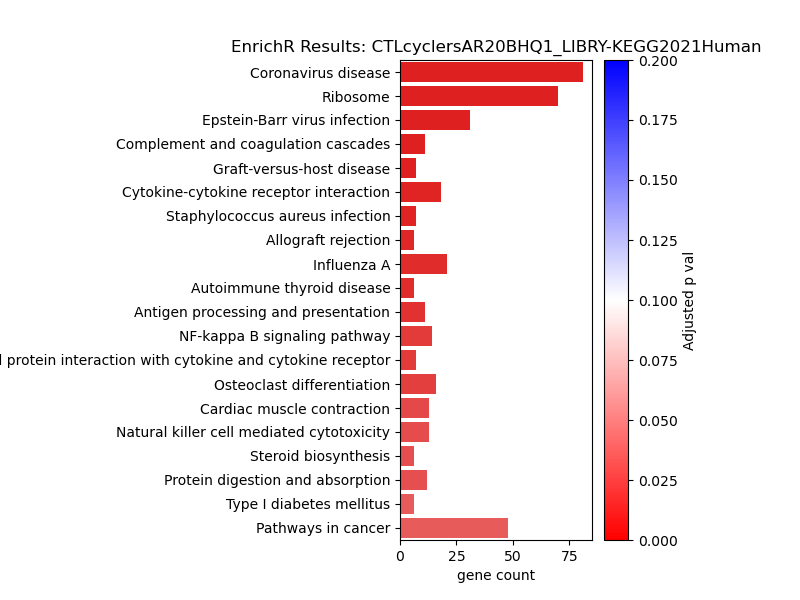 EnrichR Results: CTLcyclersAR20BHQ1_LIBRY-KEGG2021Human
Coronavirus disease
Ribosome
Epstein-Barr virus infection
Complement and coagulation cascades
Graft-versus-host disease
Cytokine-cytokine receptor interaction
Staphylococcus aureus infection
Allograft rejection
Influenza A
Autoimmune thyroid disease
Antigen processing and presentation
NF-kappa B signaling pathway
protein interaction with cytokine and cytokine receptor
Osteoclast differentiation
Cardiac muscle contraction
Natural killer cell mediated cytotoxicity
Steroid biosynthesis
Protein digestion and absorption
Type I diabetes mellitus
Pathways in cancer
0 25 50 75
gene count
0.200
0.175
0.150
0.125
0.100
0.075
0.050
0.025
0.000
Adjusted p val